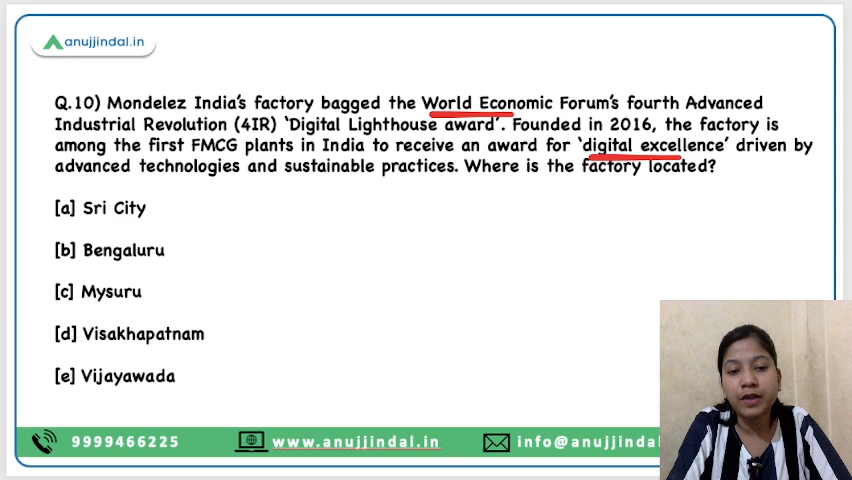 anujjindal.in
Q.10) Mondelez India's factory bagged the World Economic Forum's fourth Advanced
Industrial Revolution (4IR) 'Digital Lighthouse award'. Founded in 2016, the factory is
among the first FMCG plants in India to receive an award for 'digital excellence' driven by
advanced technologies and sustainable practices. Where is the factory located?
[a] Sri City
[b] Bengaluru
[c] Mysuru
[d] Visakhapatnam
[e] Vijayawada
9999466225 www.anujjindal.in info@anujjindal